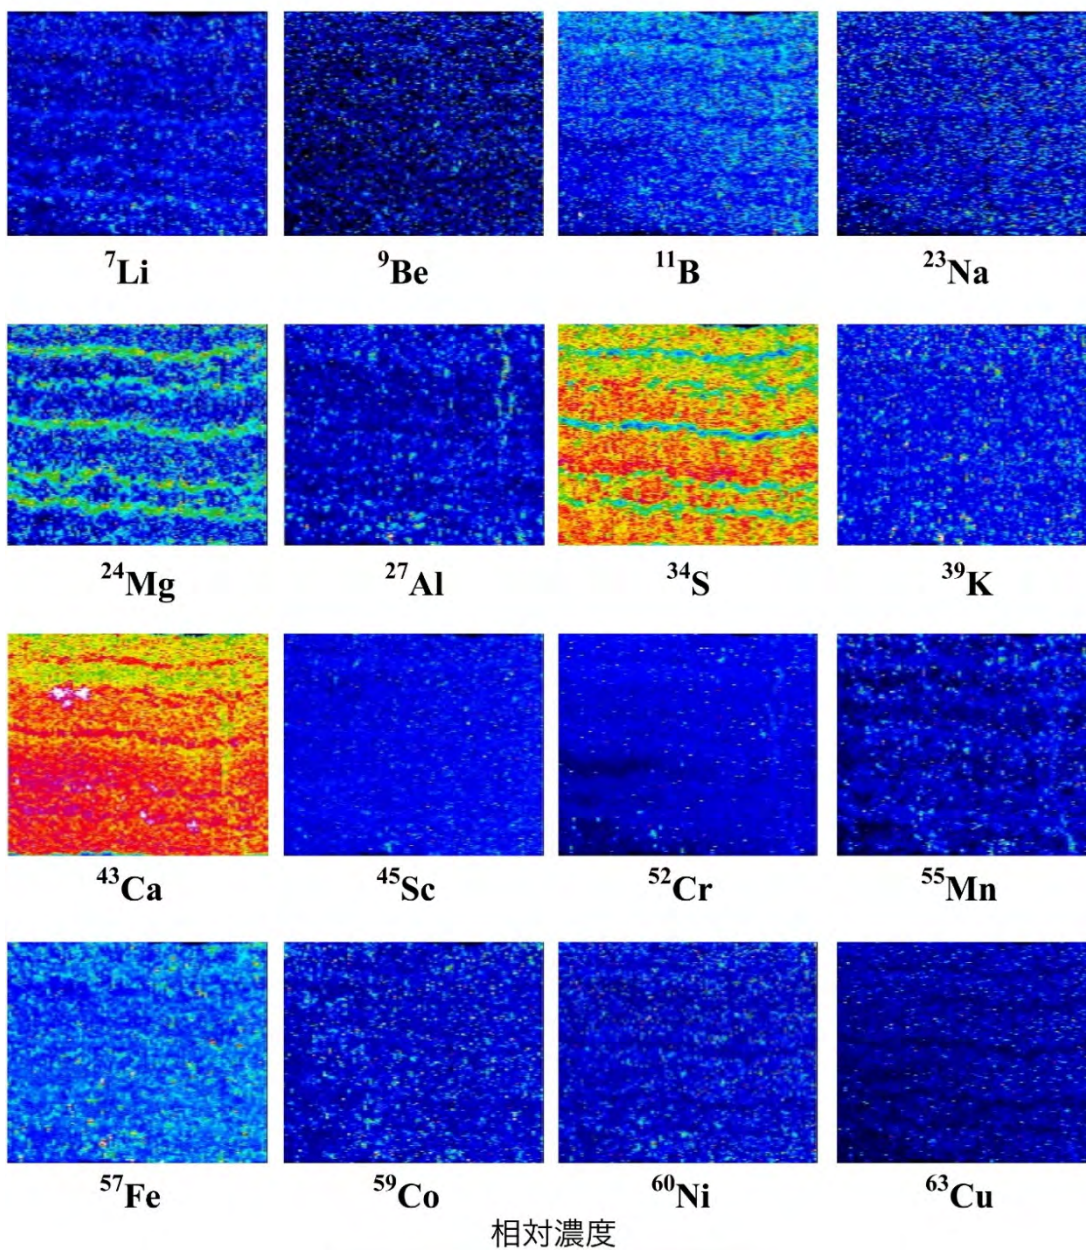 ⁷Li ⁹Be ¹¹B ²³Na
²⁴Mg ²⁷Al ³⁴S ³⁹K
⁴³Ca ⁴⁵Sc ⁵²Cr ⁵⁵Mn
⁵⁷Fe ⁵⁹Co ⁶⁰Ni ⁶³Cu
相対濃度